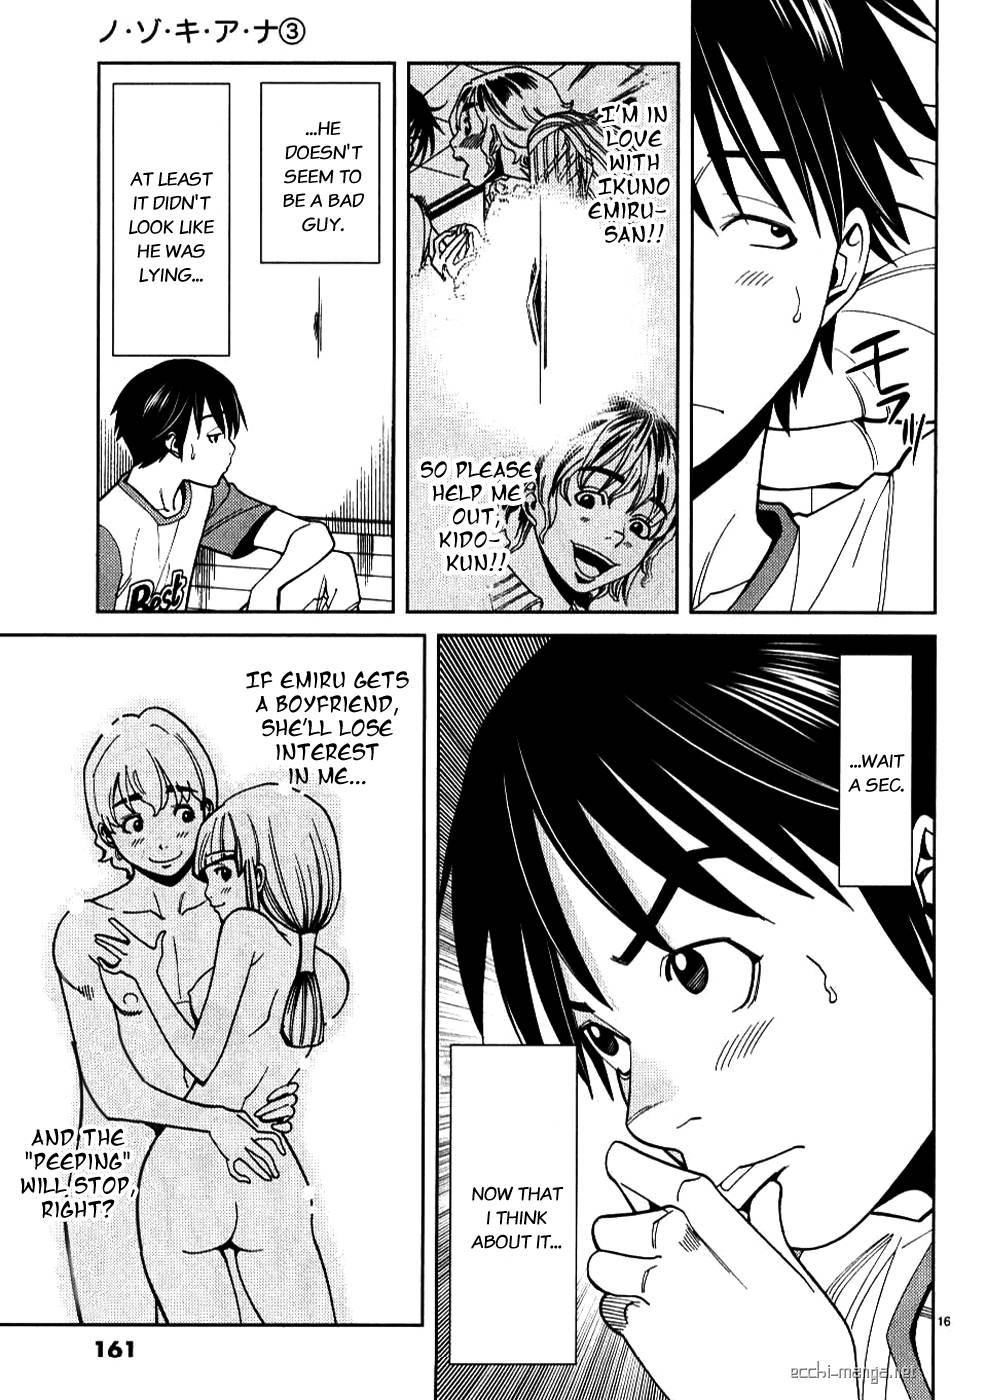 ノ・ゾ・キ・ア・ナ③
モゾ
I'M IN
LOVE
WITH
IKUNO
EMIRU-
SAN!!
SO PLEASE
HELP ME
OUT,
KIDO-
KUN!!
...HE
DOESN'T
SEEM TO
BE A BAD
GUY.
AT LEAST
IT DIDN'T
LOOK LIKE
HE WAS
LYING...
Best
...WAIT
A SEC.
NOW THAT
I THINK
ABOUT IT...
IF EMIRU GETS
A BOYFRIEND,
SHE'LL LOSE
INTEREST
IN ME...
AND THE
"PEEPING"
WILL STOP,
RIGHT?
16
161
ecchi-manga.net